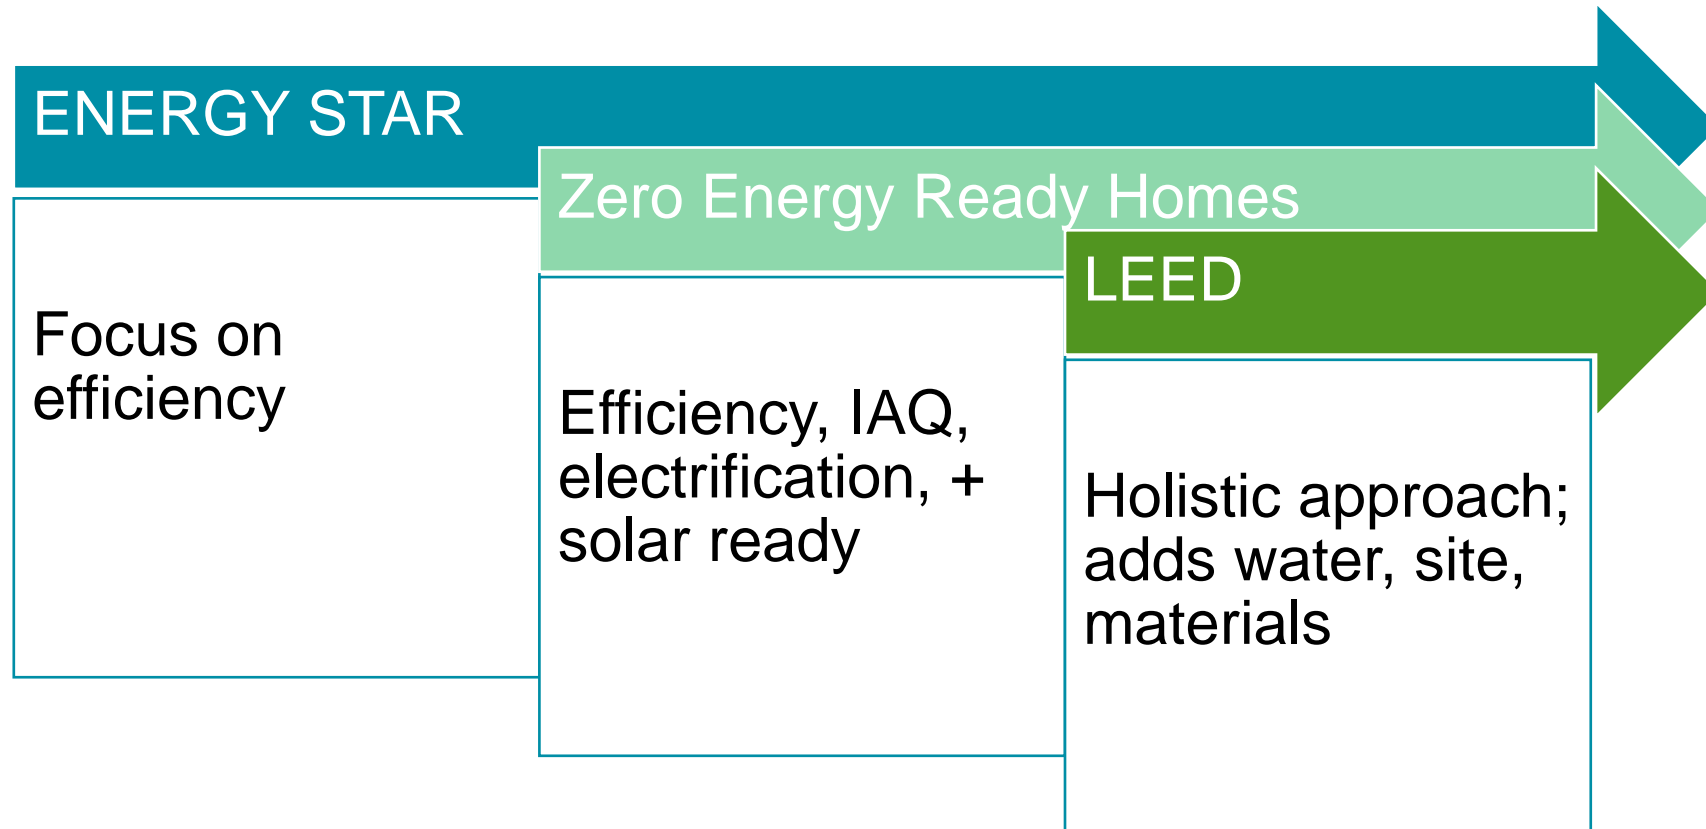 ENERGY STAR
Focus on
efficiency
Zero Energy Ready Homes
Efficiency, IAQ,
electrification, +
solar ready
LEED
Holistic approach;
adds water, site,
materials